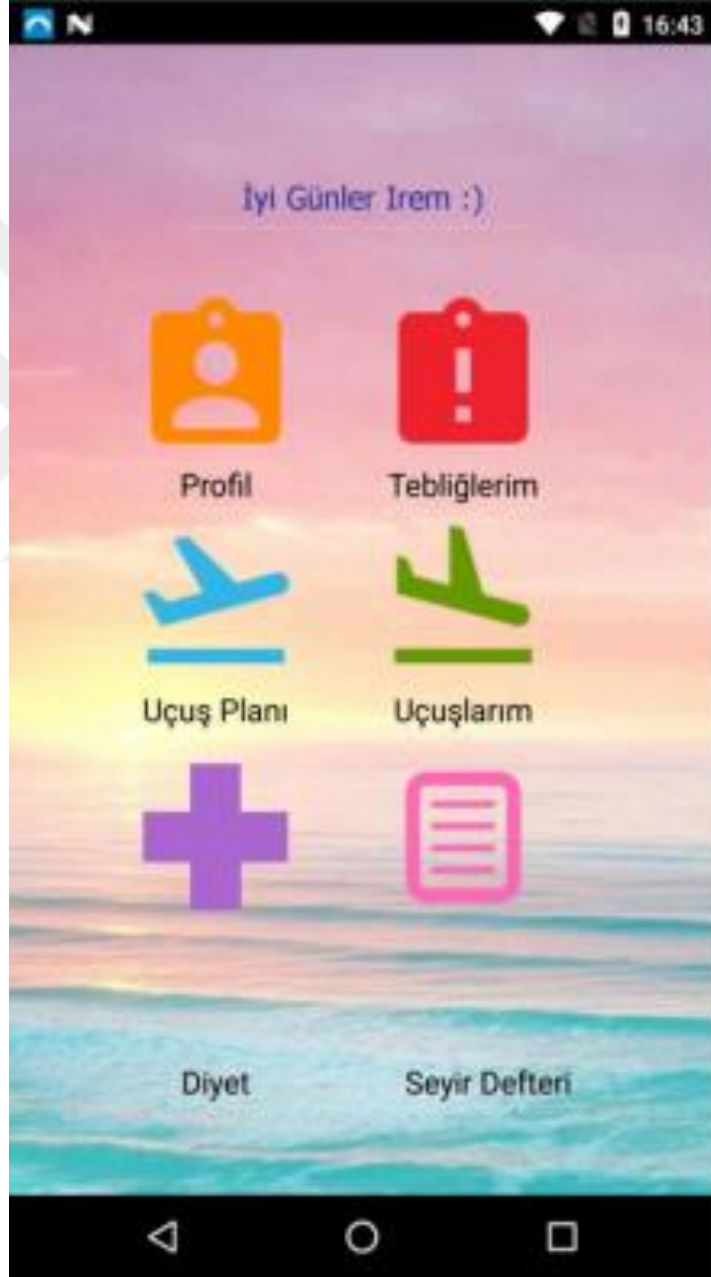 16:43
İyi Günler Irem :)
Profil Tebliğlerim
Uçuş Planı Uçuşlarım
Diyet Seyir Defteri